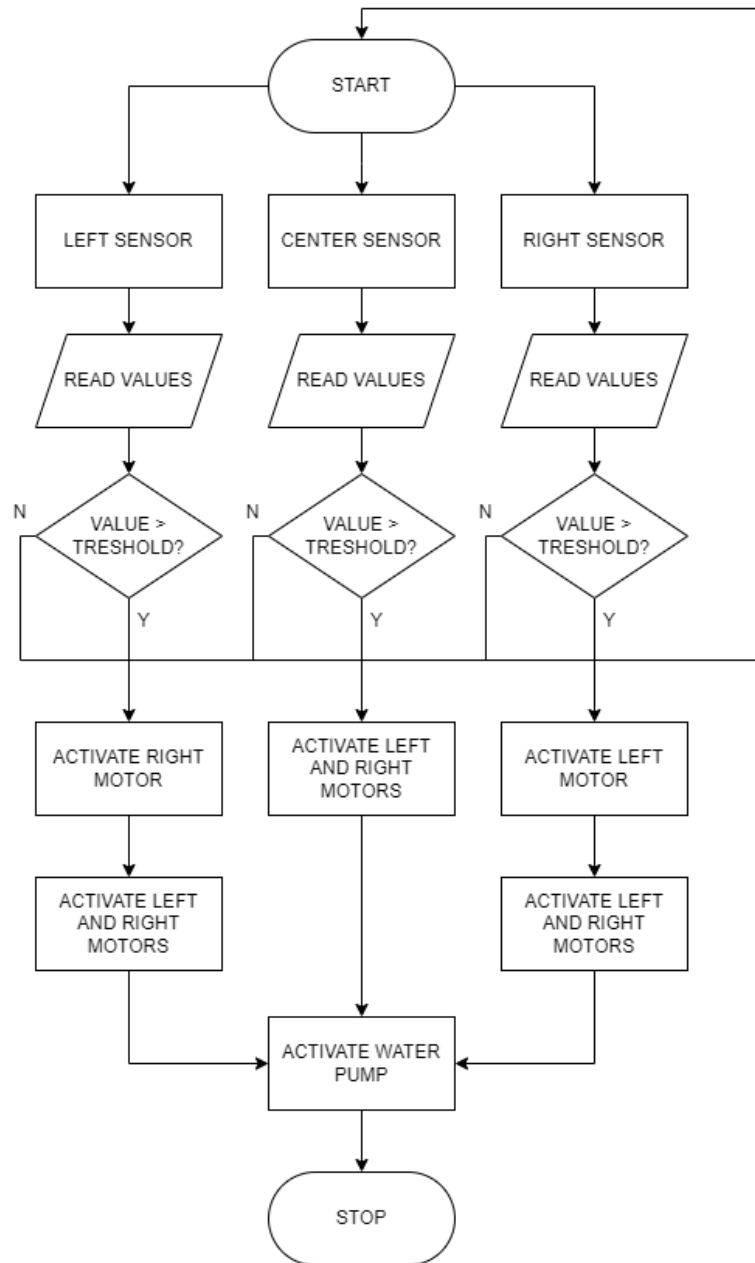 START
LEFT SENSOR
CENTER SENSOR
RIGHT SENSOR
READ VALUES
READ VALUES
READ VALUES
N
VALUE >
TRESHOLD?
Y
N
VALUE >
TRESHOLD?
Y
N
VALUE >
TRESHOLD?
Y
ACTIVATE RIGHT
MOTOR
ACTIVATE LEFT
AND RIGHT
MOTORS
ACTIVATE LEFT
MOTOR
ACTIVATE LEFT
AND RIGHT
MOTORS
ACTIVATE LEFT
AND RIGHT
MOTORS
ACTIVATE WATER
PUMP
STOP